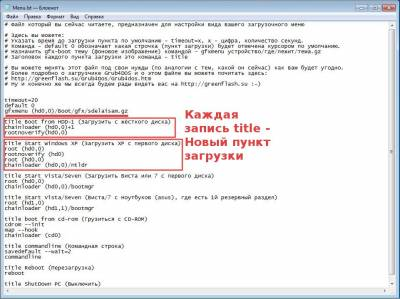 Menu.lst — Блокнот
Файл Правка Формат Вид Справка
# Файл который вы сейчас читаете, предназначен для настройки вида вашего загрузочного меню
# Здесь вы можете:
# Указать время до загрузки пункта по умолчанию - timeout=x, x - цифра, количество секунд.
# Команда - default 0 обозначает какая строчка (пункт загрузки) будет отмечена курсором по умолчанию.
# Назначить gfx-boot тему (фоновое изображение) командой - gfxmenu устройство/где/лежит/тема.gz
# Заголовок каждого пункта загрузки это команда - title
# Вы можете менять этот файл под свои нужды (по аналогии с тем, какой он сейчас) как вам будет угодно.
# Более подробно о загрузчике Grub4DOS и о этом файле вы можете почитать здесь:
# http://greenflash.su/Grub4Dos/Grub4dos.htm
# Ну и конечно же мы всегда будем рады видеть вас на http://greenflash.su :-)
timeout=20
default 0
gfxmenu (hd0,0)/Boot/gfx/sdelaisam.gz
title Boot from HDD-1 (Загрузить с жесткого диска)
chainloader (hd0,0)+1
rootnoverify(hd0,0)
Каждая
запись title -
Новый пункт
загрузки
title Start Windows XP (Загрузить XP с первого диска)
root (hd0,0)
rootnoverify (hd0)
root (hd0,0)
chainloader (hd0,0)/ntldr
title Start Vista/Seven (Загрузить Виста или 7 с первого диска)
root (hd0,0)
chainloader (hd0,0)/bootmgr
title Start Vista/Seven (Виста/7 с ноутбуков (asus), где есть 1й резервный раздел)
root (hd0,1)
chainloader (hd1,1)/bootmgr
title Boot from cd-rom (Грузиться с CD-ROM)
cdrom --init
map --hook
chainloader (cd0)
title commandline (Командная строка)
savedefault --wait=2
commandline
title Reboot (Перезагрузка)
reboot
title ShutDown PC (Выключить)